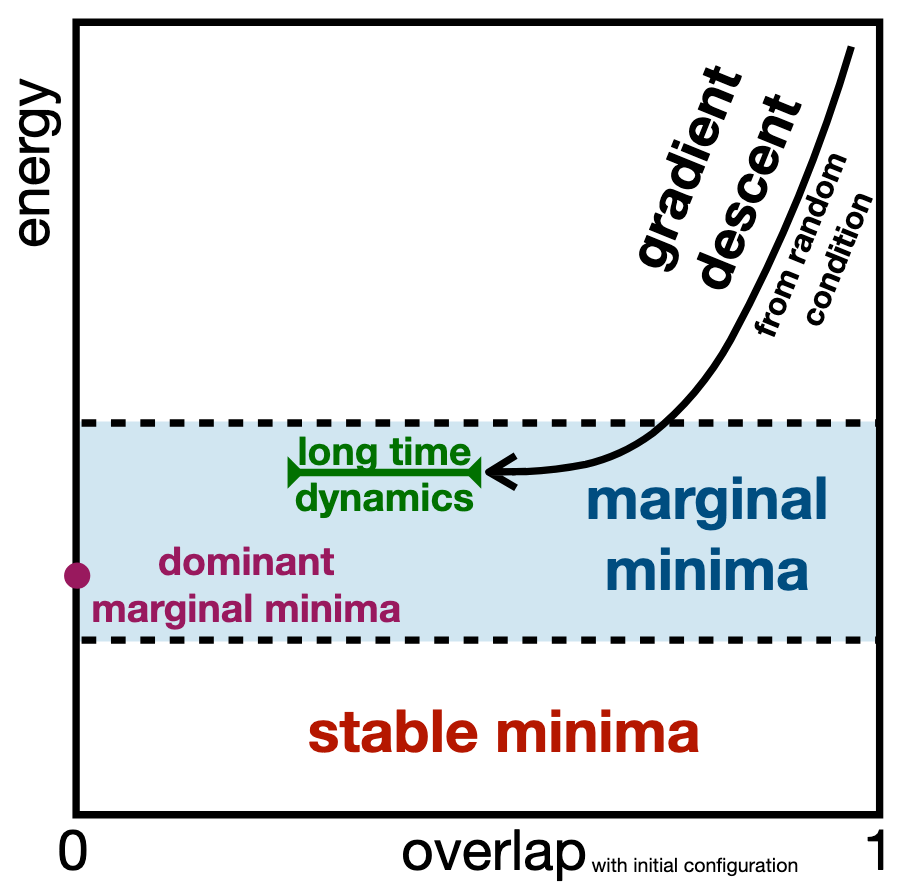 energy
gradient
descent
from random
condition
long time
dynamics
marginal
minima
dominant
marginal minima
stable minima
0
overlap with initial configuration
1